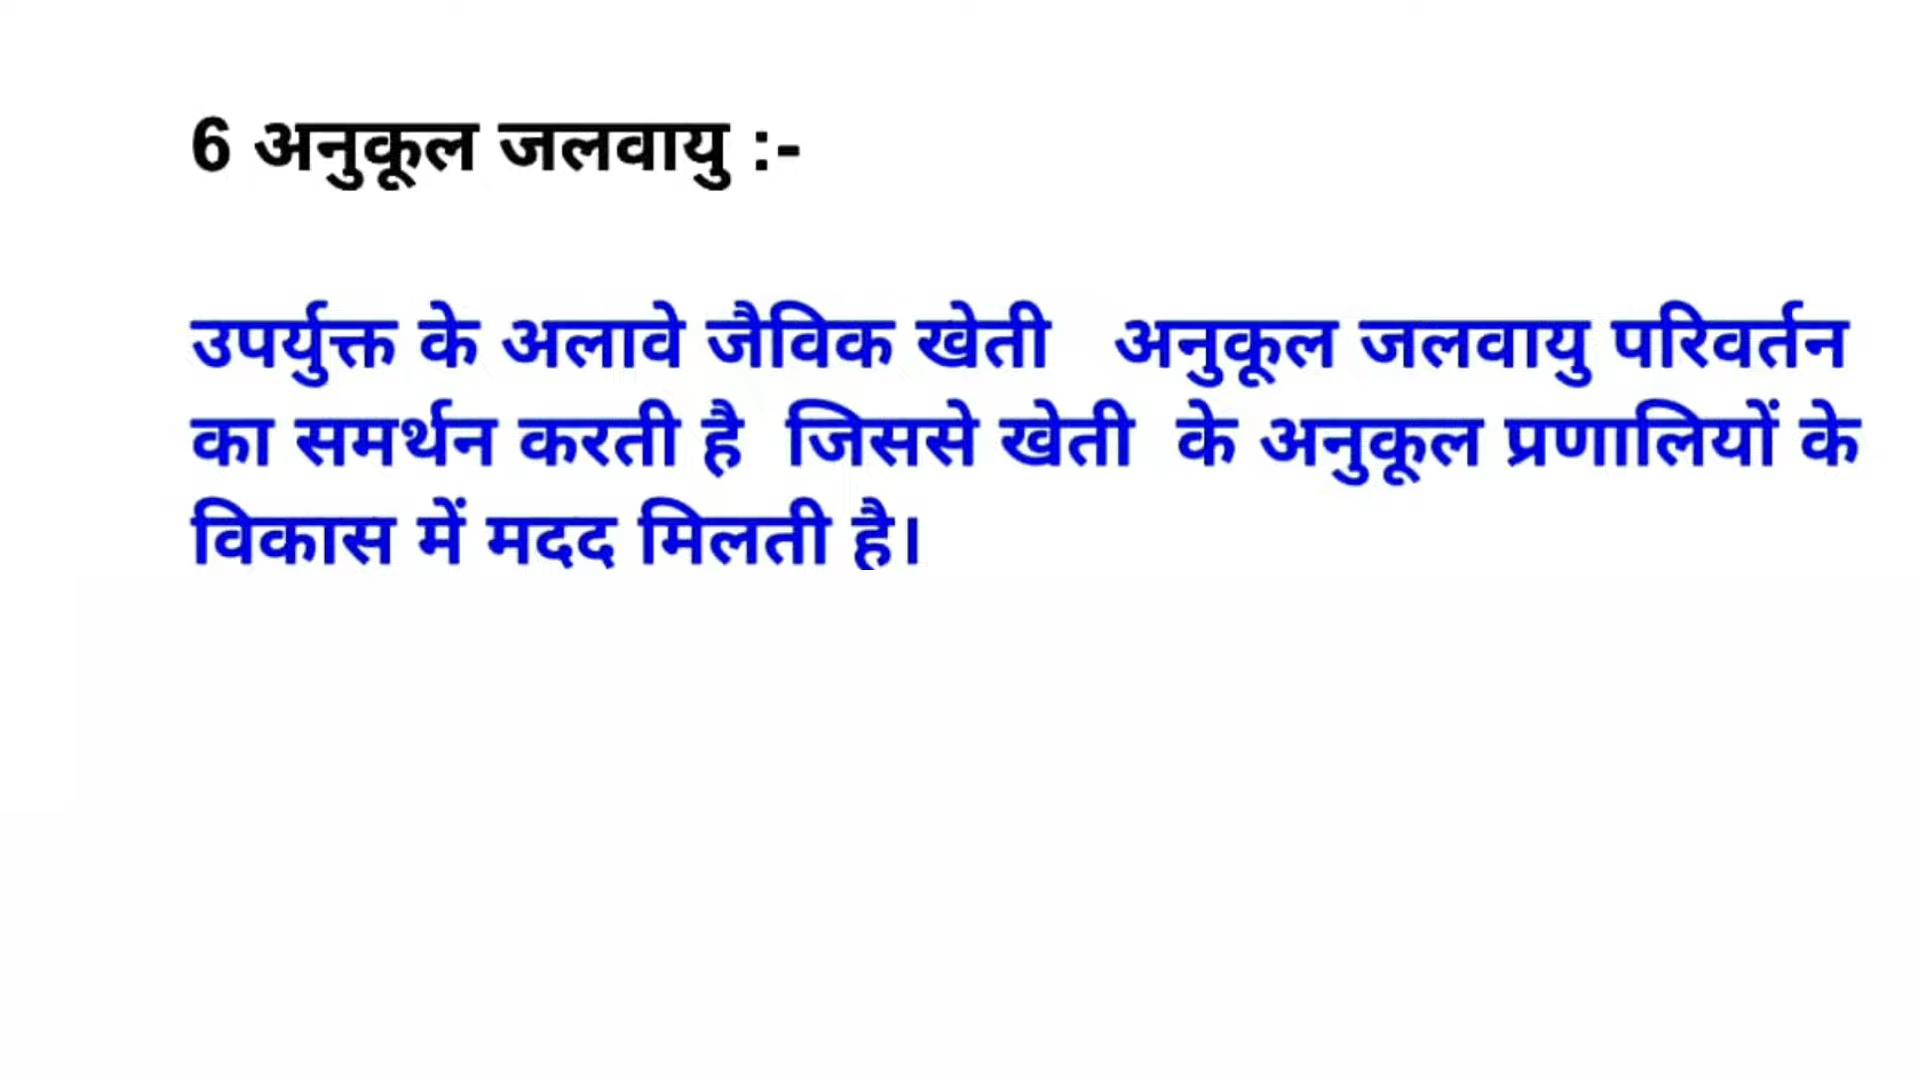 6 अनुकूल जलवायु :-
उपर्युक्त के अलावे जैविक खेती अनुकूल जलवायु परिवर्तन
का समर्थन करती है जिससे खेती के अनुकूल प्रणालियों के
विकास में मदद मिलती है।